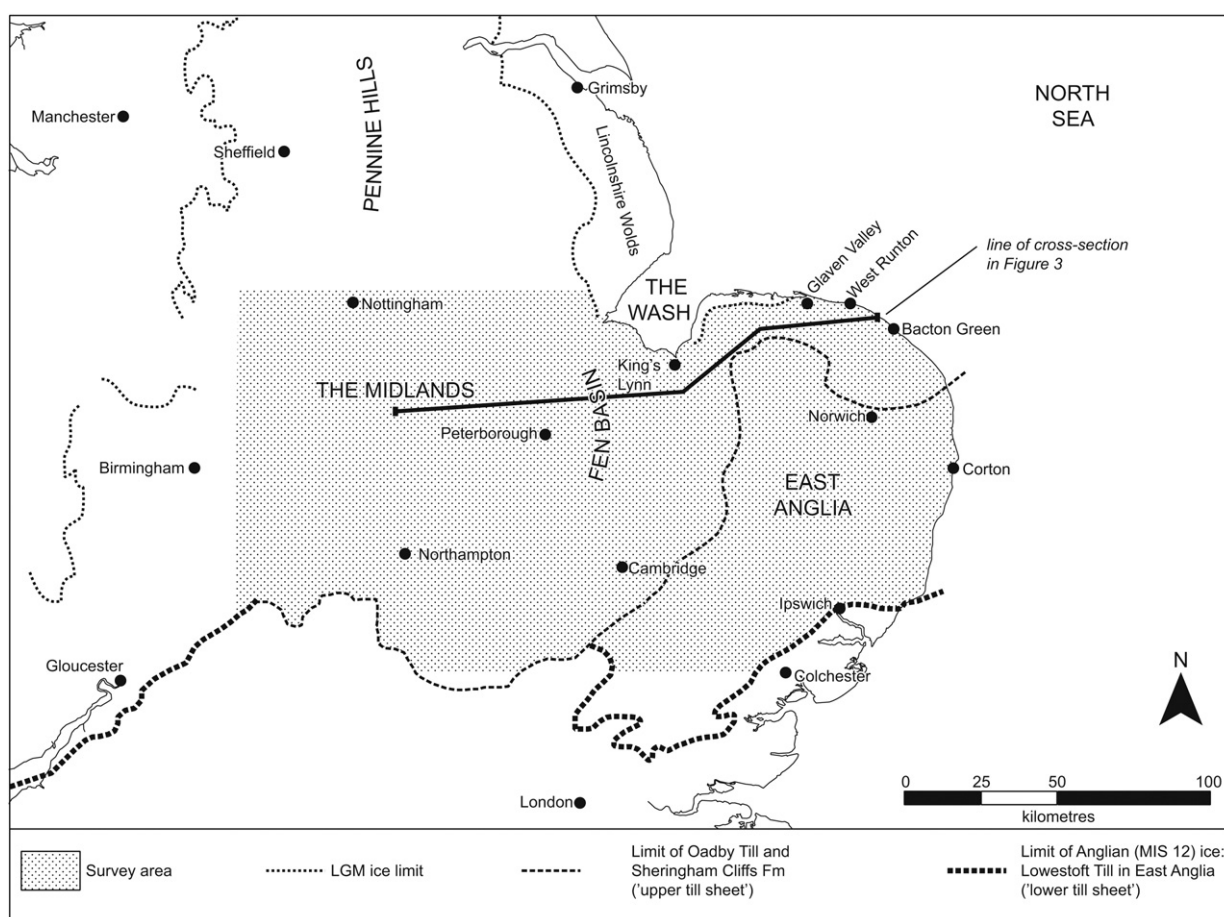 NORTH
SEA
PENNINE HILLS
Grimsby
Manchester
Sheffield
Lincolnshire Wolds
Glaven Valley
West Runton
line of cross-section
in Figure 3
THE
WASH
Nottingham
Bacton Green
King's
Lynn
THE MIDLANDS
FEN BASIN
Norwich
Peterborough
Birmingham
Corton
EAST
ANGLIA
Northampton
Cambridge
Ipswich
Gloucester
Colchester
N
London
0 25 50 100
kilometres
Survey area
LGM ice limit
Limit of Oadby Till and
Sheringham Cliffs Fm
('upper till sheet')
Limit of Anglian (MIS 12) ice:
Lowestoft Till in East Anglia
('lower till sheet')